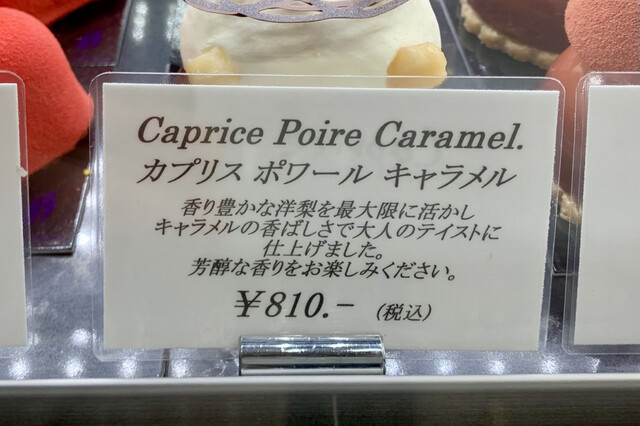 Caprice Poire Caramel.
カプリス ポワール キャラメル
香り豊かな洋梨を最大限に活かし
キャラメルの香ばしさで大人のテイストに
仕上げました。
芳醇な香りをお楽しみください。
￥810.- （税込）